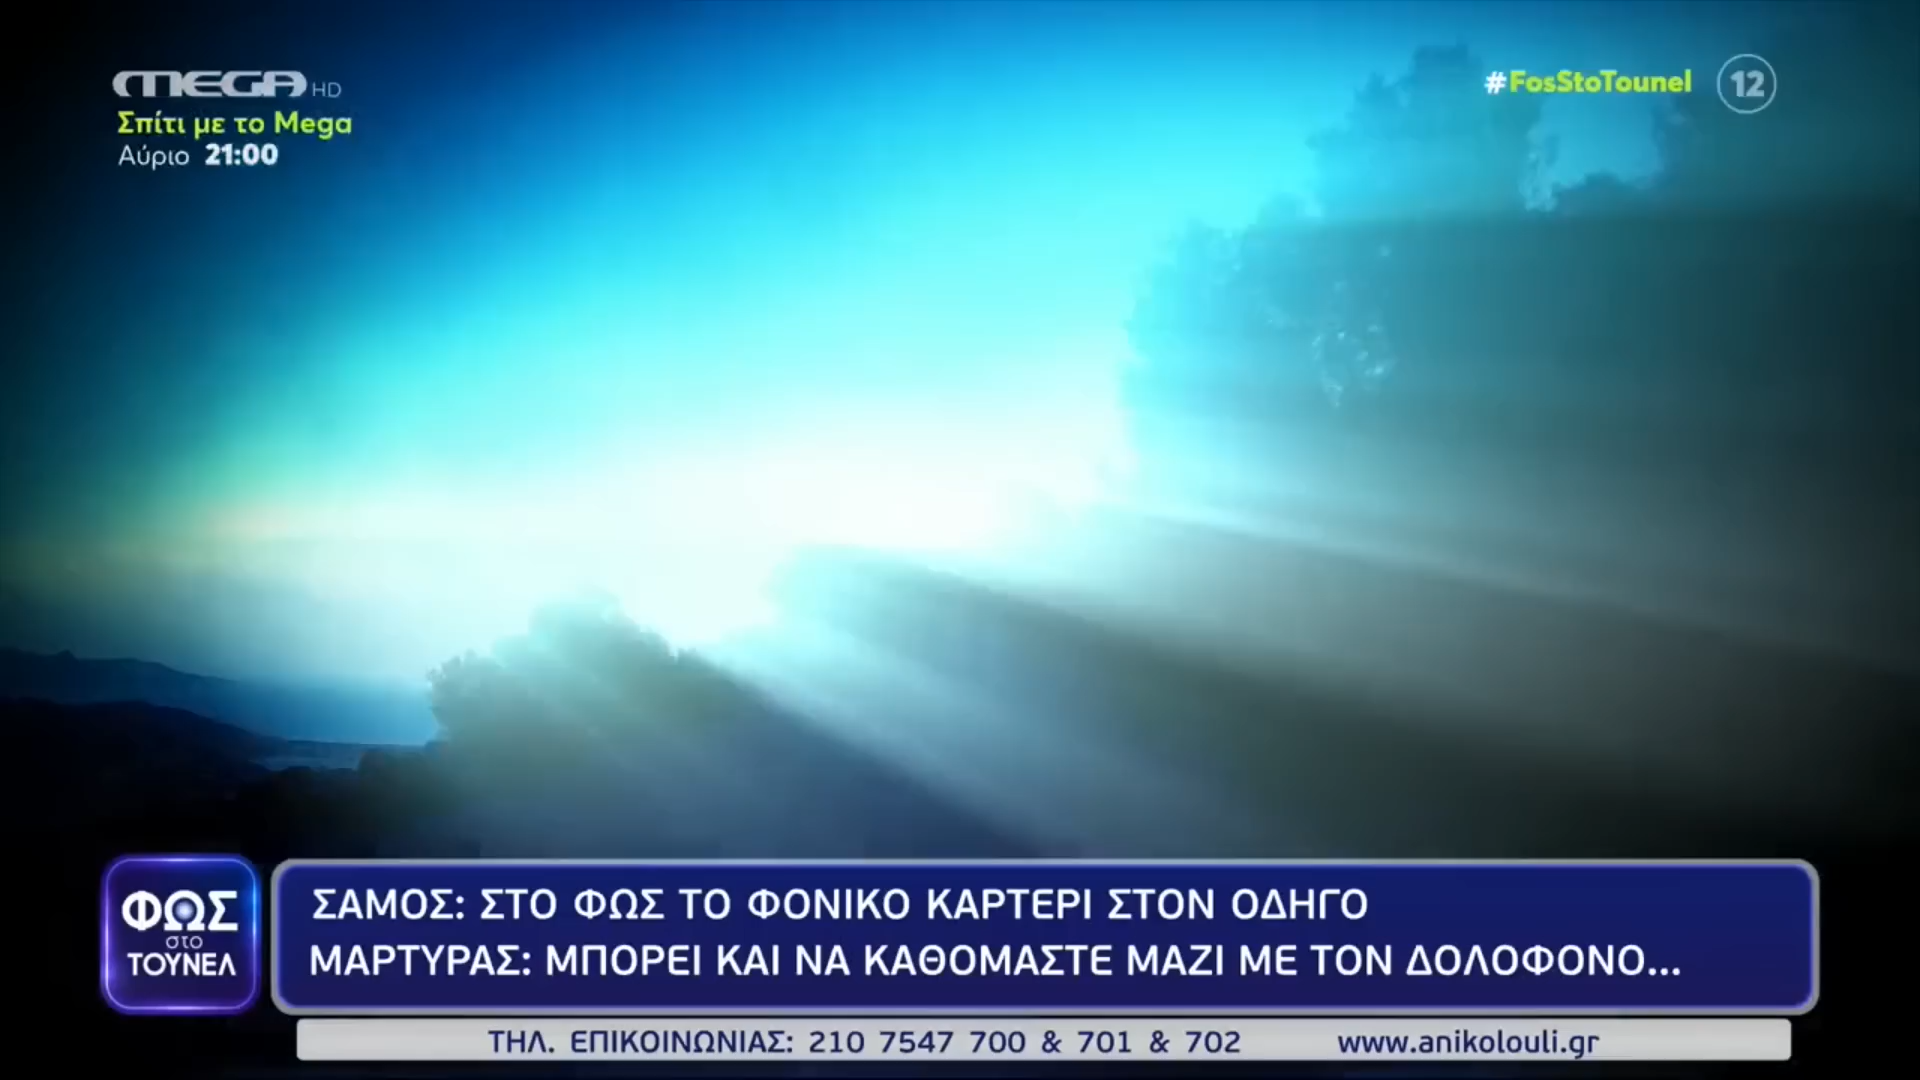 MEGA HD
Σπίτι με το Mega
Αύριο 21:00
#FosStoTounel
12
ΦΩΣ
στο
ΤΟΥΝΕΛ
ΣΑΜΟΣ: ΣΤΟ ΦΩΣ ΤΟ ΦΟΝΙΚΟ ΚΑΡΤΕΡΙ ΣΤΟΝ ΟΔΗΓΟ
ΜΑΡΤΥΡΑΣ: ΜΠΟΡΕΙ ΚΑΙ ΝΑ ΚΑΘΟΜΑΣΤΕ ΜΑΖΙ ΜΕ ΤΟΝ ΔΟΛΟΦΟΝΟ...
ΤΗΛ. ΕΠΙΚΟΙΝΩΝΙΑΣ: 210 7547 700 & 701 & 702 www.anikolouli.gr